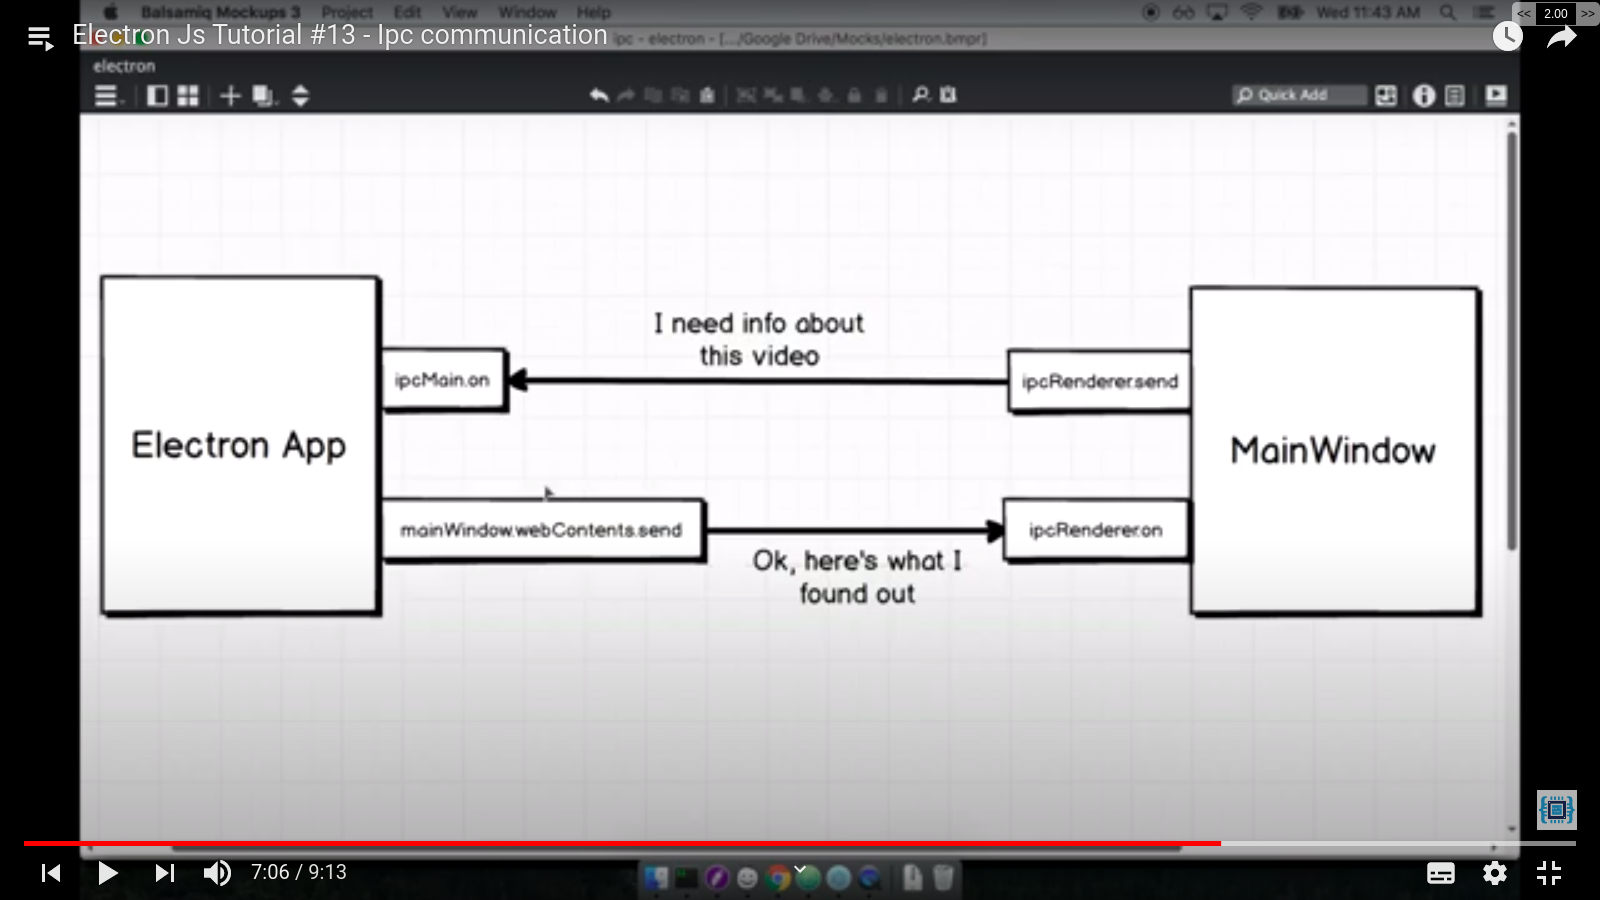 Balsamiq Mockups 3 Project Edit View Window Help Wed 11:43 AM
<< 2.00 >>
Electron Js Tutorial #13 - Ipc communication
ipc - electron - [.../Google Drive/Mocks/electron.bmpr]
electron
Quick Add
I need info about
this video
ipcMain.on
ipcRenderer.send
Electron App
MainWindow
mainWindow.webContents.send
ipcRenderer.on
Ok, here's what I
found out
7:06 / 9:13